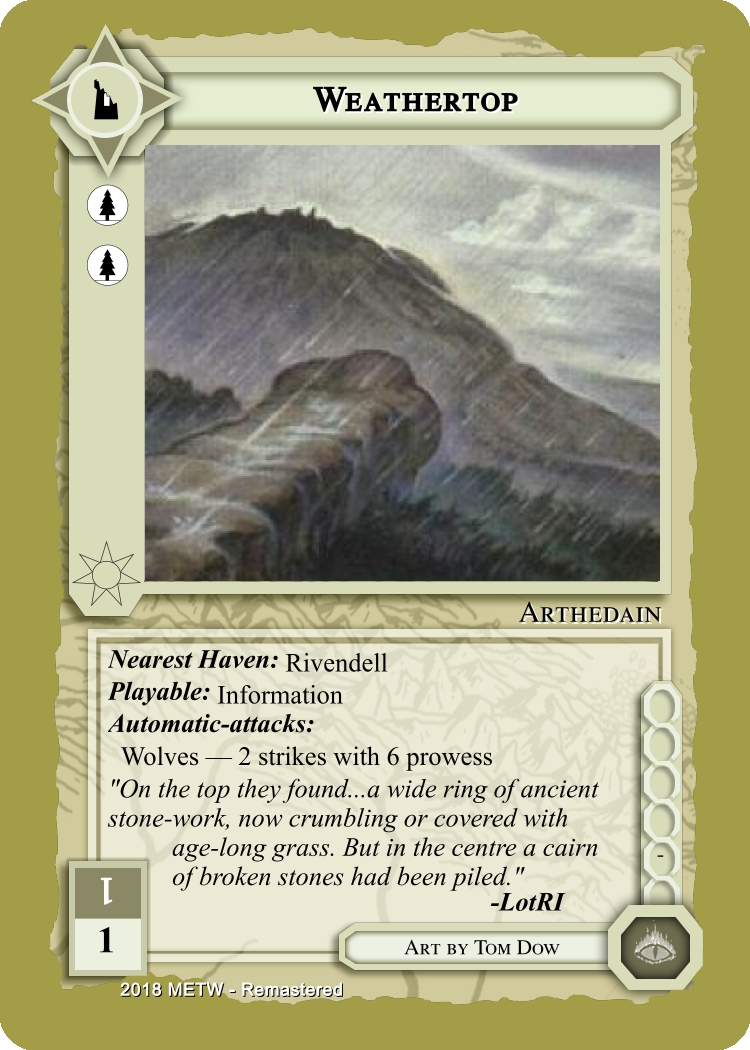 Weathertop
Arthedain
Nearest Haven: Rivendell
Playable: Information
Automatic-attacks:
Wolves — 2 strikes with 6 prowess
"On the top they found...a wide ring of ancient
stone-work, now crumbling or covered with
age-long grass. But in the centre a cairn
of broken stones had been piled."
-LotRI
-
1
1
Art by Tom Dow
2018 METW - Remastered